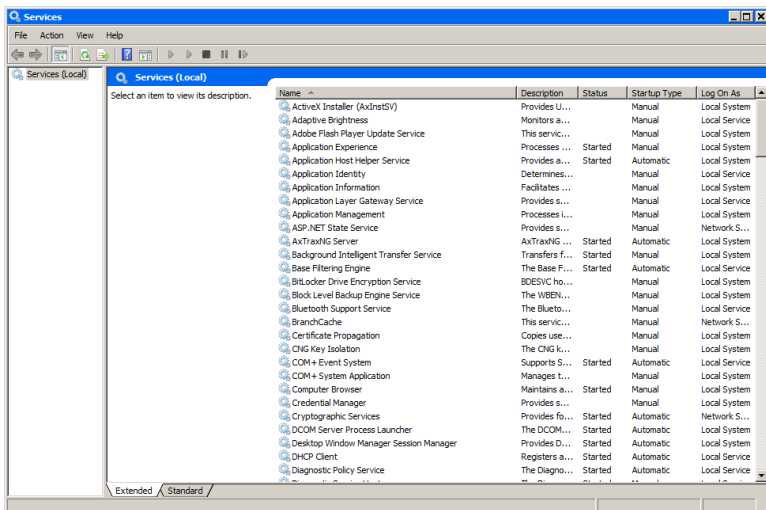 Services
File Action View Help
Services (Local)
Services (Local)
Select an item to view its description.
Name Description Status Startup Type Log On As
ActiveX Installer (AxInstSV) Provides U... Manual Local System
Adaptive Brightness Monitors a... Manual Local Service
Adobe Flash Player Update Service This servic... Manual Local System
Application Experience Processes ... Started Manual Local System
Application Host Helper Service Provides a... Started Automatic Local System
Application Identity Determines... Manual Local Service
Application Information Facilitates ... Manual Local System
Application Layer Gateway Service Provides s... Manual Local Service
Application Management Processes i... Manual Local System
ASP.NET State Service Provides s... Manual Network S...
AxTraxNG Server AxTraxNG ... Started Automatic Local System
Background Intelligent Transfer Service Transfers f... Started Manual Local System
Base Filtering Engine The Base F... Started Automatic Local Service
BitLocker Drive Encryption Service BDESVC ho... Manual Local System
Block Level Backup Engine Service The WBEN... Manual Local System
Bluetooth Support Service The Blueto... Manual Local Service
BranchCache This servic... Manual Network S...
Certificate Propagation Copies use... Manual Local System
CNG Key Isolation The CNG k... Manual Local System
COM+ Event System Supports S... Started Automatic Local Service
COM+ System Application Manages t... Manual Local System
Computer Browser Maintains a... Started Manual Local System
Credential Manager Provides s... Manual Local System
Cryptographic Services Provides fo... Started Automatic Network S...
DCOM Server Process Launcher The DCOM... Started Automatic Local System
Desktop Window Manager Session Manager Provides D... Started Automatic Local System
DHCP Client Registers a... Started Automatic Local Service
Diagnostic Policy Service The Diagno... Started Automatic Local Service
Extended Standard